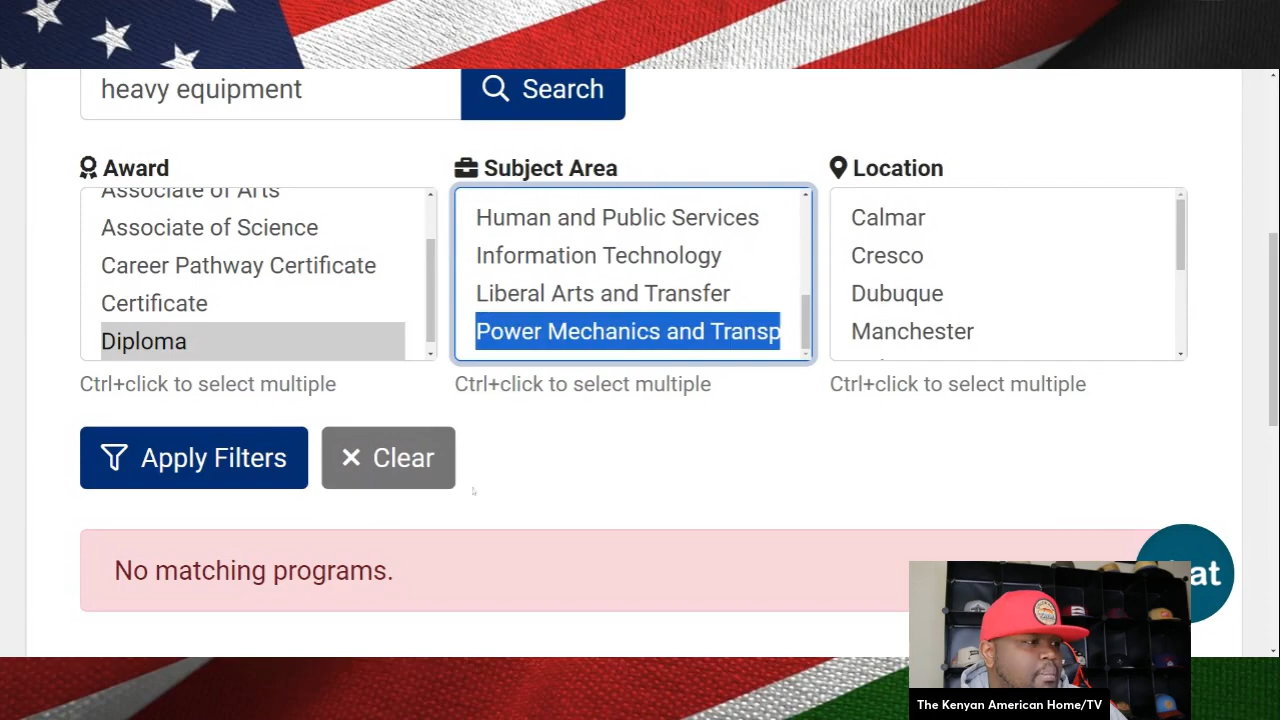 heavy equipment
Search
Award
Subject Area
Location
Associate of Arts
Associate of Science
Career Pathway Certificate
Certificate
Diploma
Human and Public Services
Information Technology
Liberal Arts and Transfer
Power Mechanics and Transp
Calmar
Cresco
Dubuque
Manchester
Ctrl+click to select multiple
Ctrl+click to select multiple
Ctrl+click to select multiple
Apply Filters
Clear
No matching programs.
at
The Kenyan American Home/TV